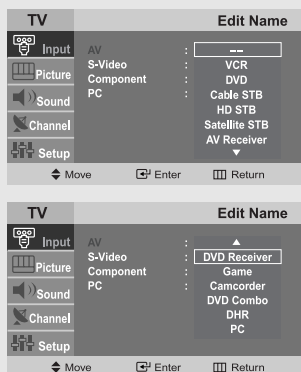 TV Edit Name
Input AV : --
S-Video : VCR
Picture Component : DVD
PC : Cable STB
Sound HD STB
Channel Satellite STB
AV Receiver
Setup
Move Enter Return
TV Edit Name
Input AV :
S-Video : DVD Receiver
Picture Component : Game
PC : Camcorder
Sound DVD Combo
Channel DHR
PC
Setup
Move Enter Return